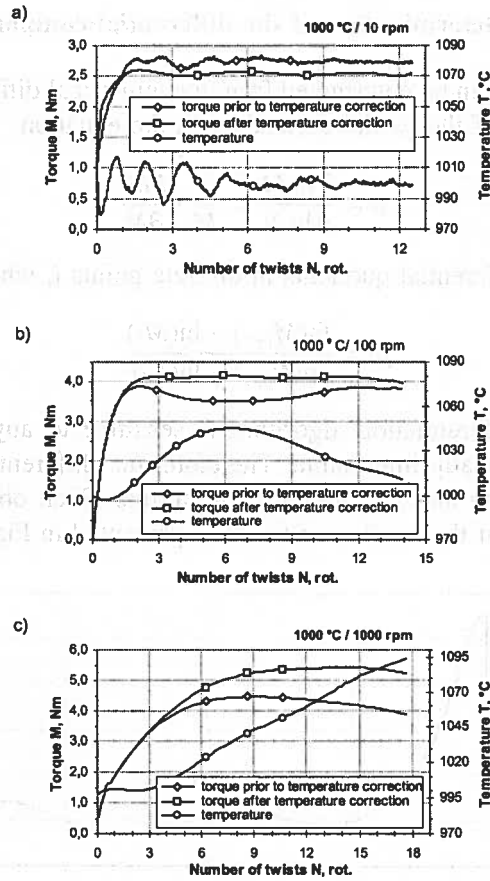 a)
1000 °C/ 10 rpm
Torque M, Nm
3,0
2,5
2,0
1,5
1,0
0,5
0,0
torque prior to temperature correction
torque after temperature correction
temperature
1090
1070
1050
1030
1010
990
970
Temperature T,°C
0 3 6 9 12
Number of twists N, rot.
b)
1000 °C/ 100 rpm
Torque M, Nm
4,0
3,0
2,0
1,0
0,0
torque prior to temperature correction
torque after temperature correction
temperature
1090
1060
1030
1000
970
Temperature T, °C
0 3 6 9 12 15
Number of twists N, rot.
c)
1000 °C / 1000 rpm
Torque M, Nm
6,0
5,0
4,0
3,0
2,0
1,0
0,0
torque prior to temperature correction
torque after temperature correction
temperature
1095
1070
1045
1020
995
970
Temperature T, °C
0 3 6 9 12 15 18
Number of twists N, rot.